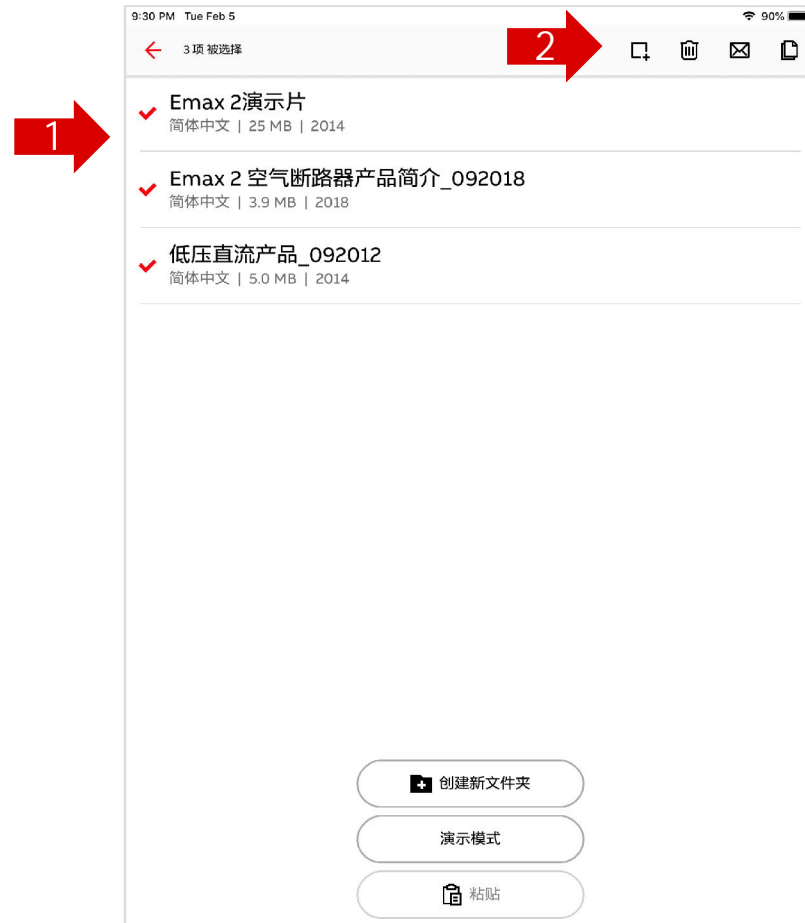 9:30 PM Tue Feb 5 90%
3项 被选择
2
1
Emax 2演示片
简体中文 | 25 MB | 2014
Emax 2 空气断路器产品简介_092018
简体中文 | 3.9 MB | 2018
低压直流产品_092012
简体中文 | 5.0 MB | 2014
创建新文件夹
演示模式
粘贴